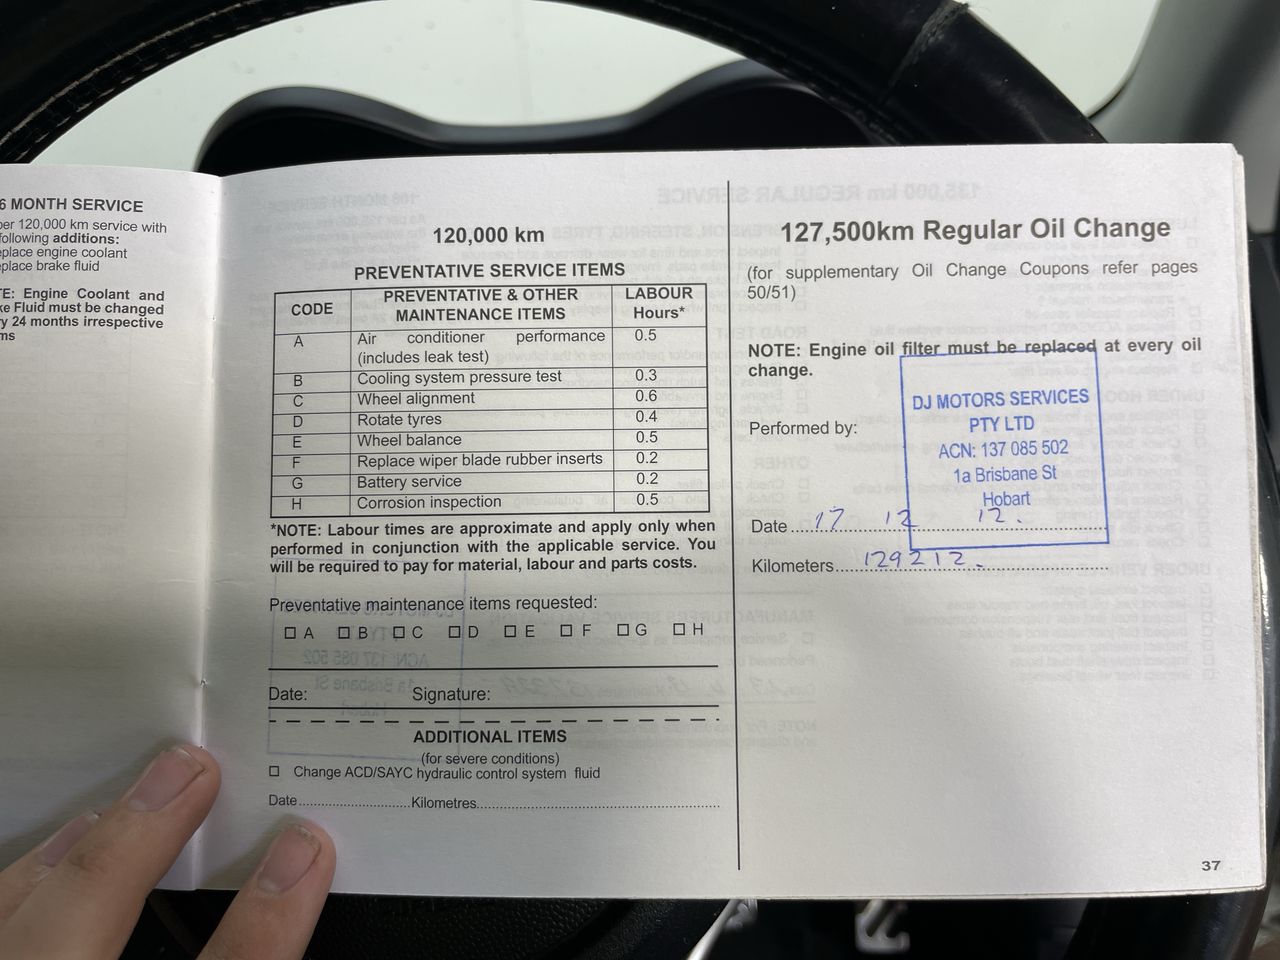 6 MONTH SERVICE
per 120,000 km service with
following additions:
eplace engine coolant
place brake fluid
TE: Engine Coolant and
ke Fluid must be changed
ry 24 months irrespective
ms
120,000 km
PREVENTATIVE SERVICE ITEMS
CODE PREVENTATIVE & OTHER MAINTENANCE ITEMS LABOUR Hours*
A Air conditioner performance 0.5
(includes leak test)
B Cooling system pressure test 0.3
C Wheel alignment 0.6
D Rotate tyres 0.4
E Wheel balance 0.5
F Replace wiper blade rubber inserts 0.2
G Battery service 0.2
H Corrosion inspection 0.5
*NOTE: Labour times are approximate and apply only when
performed in conjunction with the applicable service. You
will be required to pay for material, labour and parts costs.
Preventative maintenance items requested:
☐ A ☐ B ☐ C ☐ D ☐ E ☐ F ☐ G ☐ H
Date: Signature:
ADDITIONAL ITEMS
(for severe conditions)
☐ Change ACD/SAYC hydraulic control system fluid
Date..............................Kilometres..............................
127,500km Regular Oil Change
(for supplementary Oil Change Coupons refer pages
50/51)
NOTE: Engine oil filter must be replaced at every oil
change.
DJ MOTORS SERVICES
PTY LTD
Performed by:
ACN: 137 085 502
1a Brisbane St
Hobart
Date... 17 12 12.
Kilometers... 129212.
37